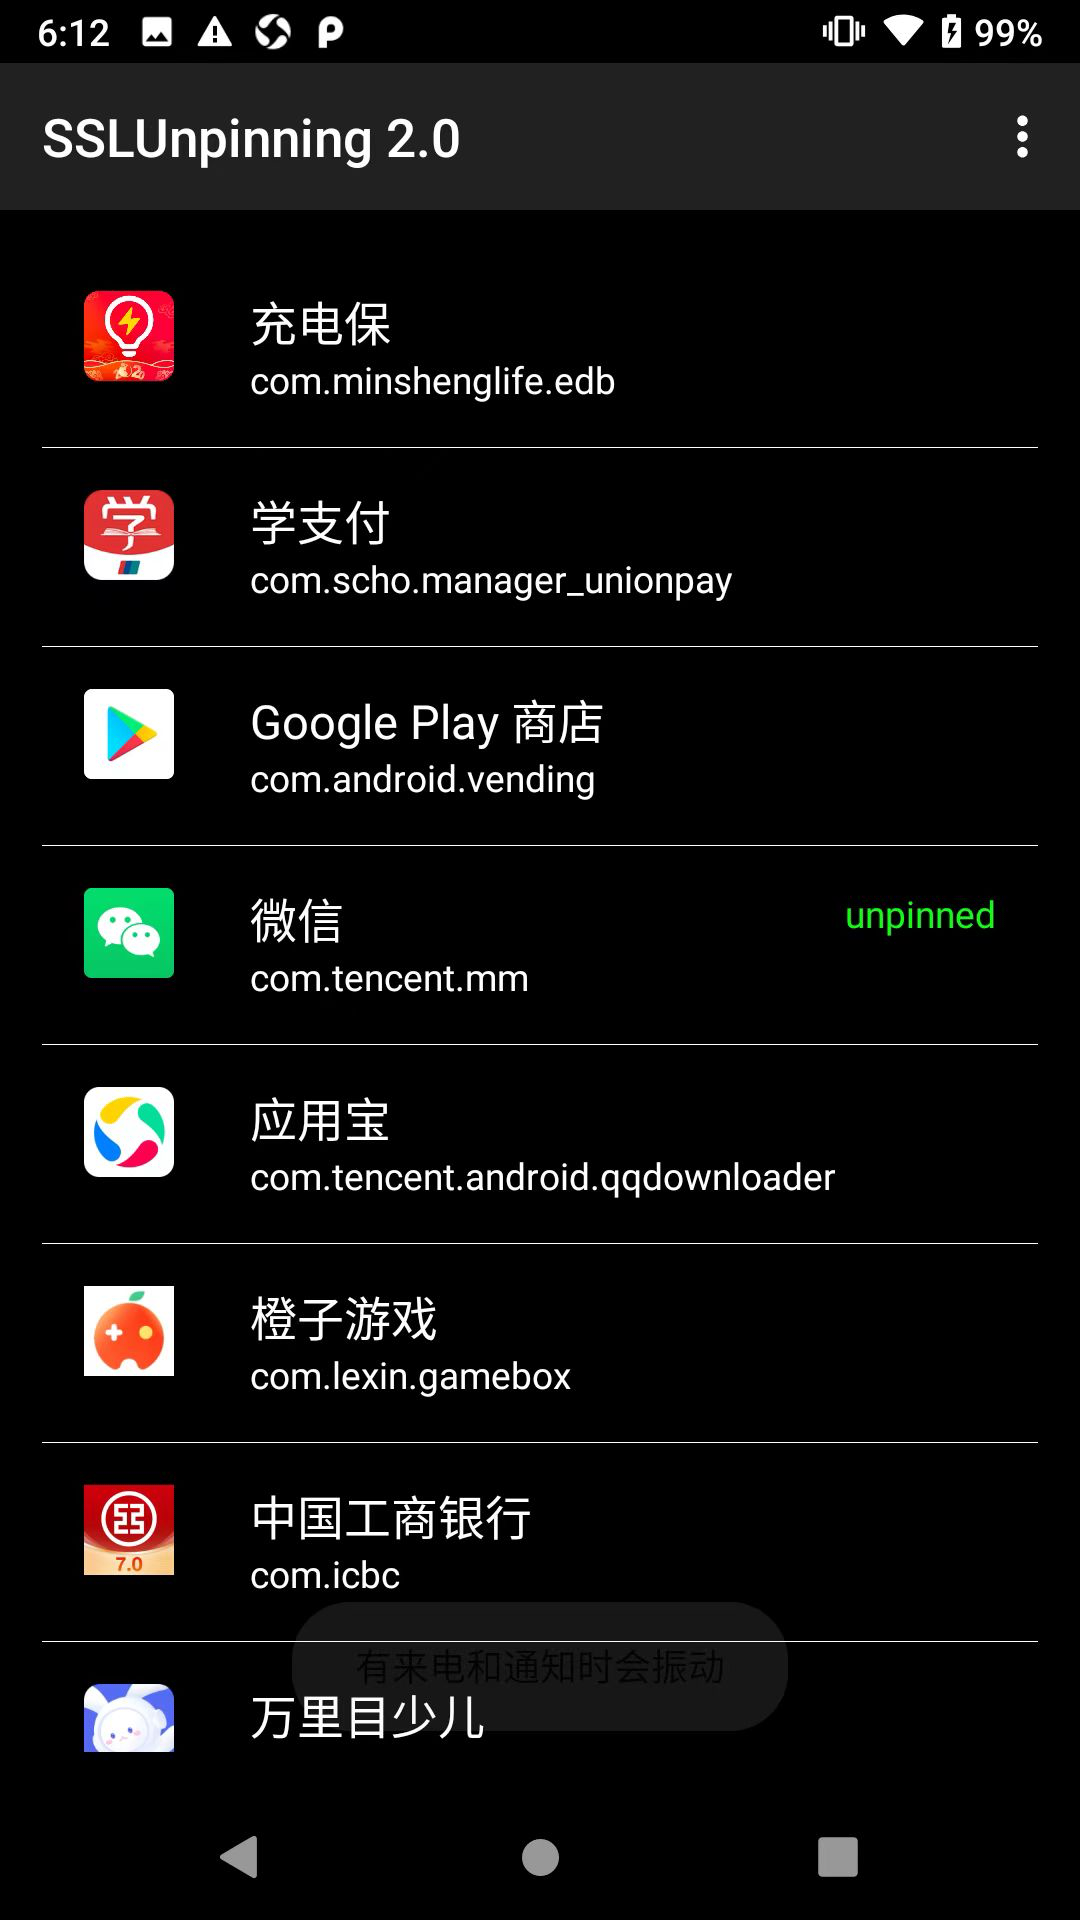 6:12
99%
SSLUnpinning 2.0
充电保
com.minshenglife.edb
学
学支付
com.scho.manager_unionpay
Google Play 商店
com.android.vending
微信
unpinned
com.tencent.mm
应用宝
com.tencent.android.qqdownloader
橙子游戏
com.lexin.gamebox
中国工商银行
7.0
com.icbc
有来电和通知时会振动
万里目少儿